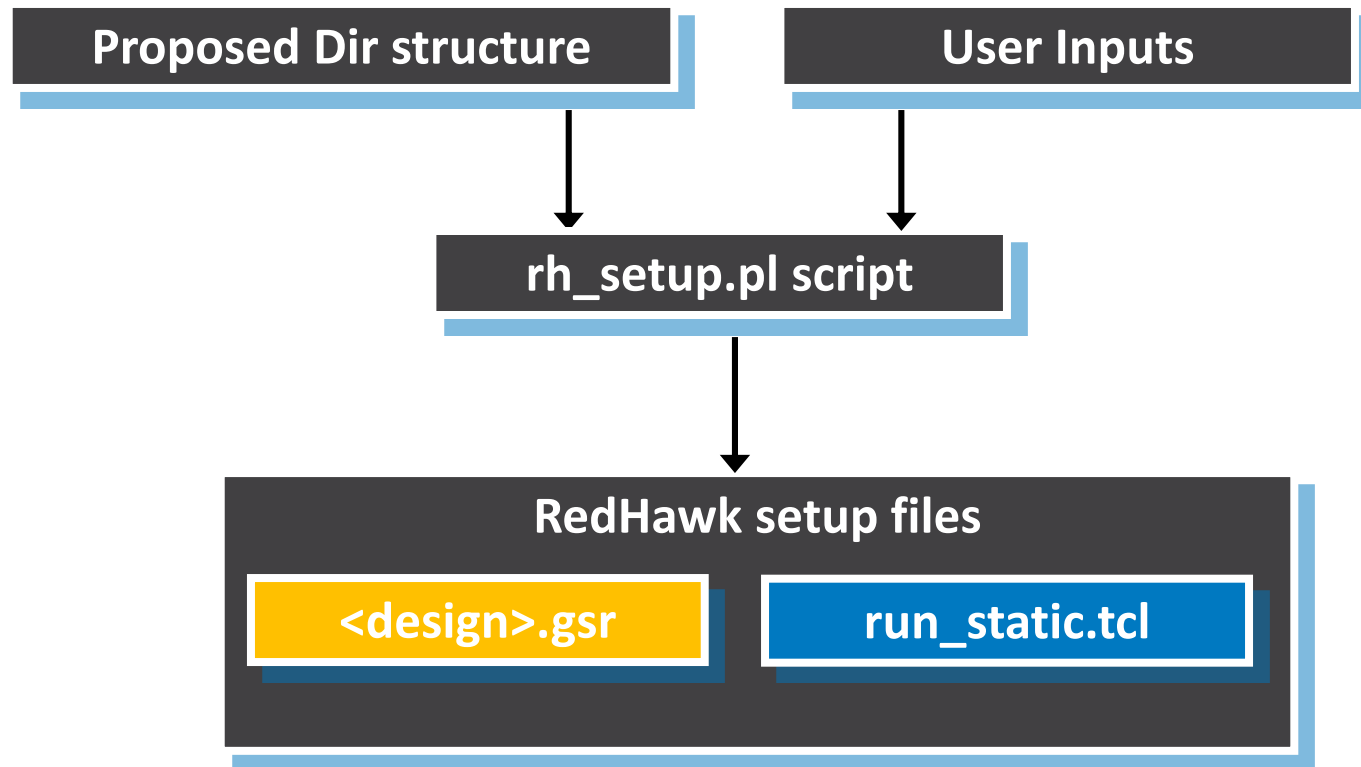 Proposed Dir structure
User Inputs
rh_setup.pl script
RedHawk setup files
<design>.gsr
run_static.tcl